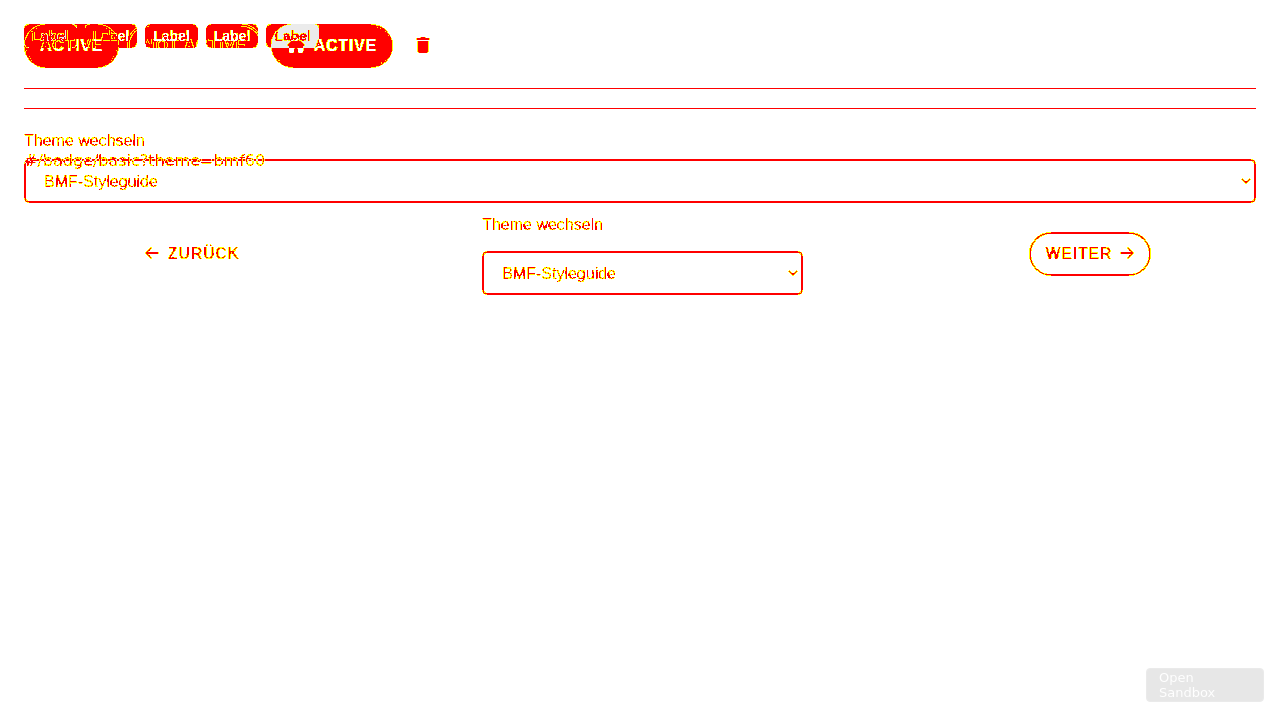 Label Label Label Label Label
ACTIVE NOT ACTIVE ACTIVE
Theme wechseln
#/badge/basic?theme=bmf60
BMF-Styleguide
Theme wechseln
← ZURÜCK
BMF-Styleguide
WEITER →
Open
Sandbox